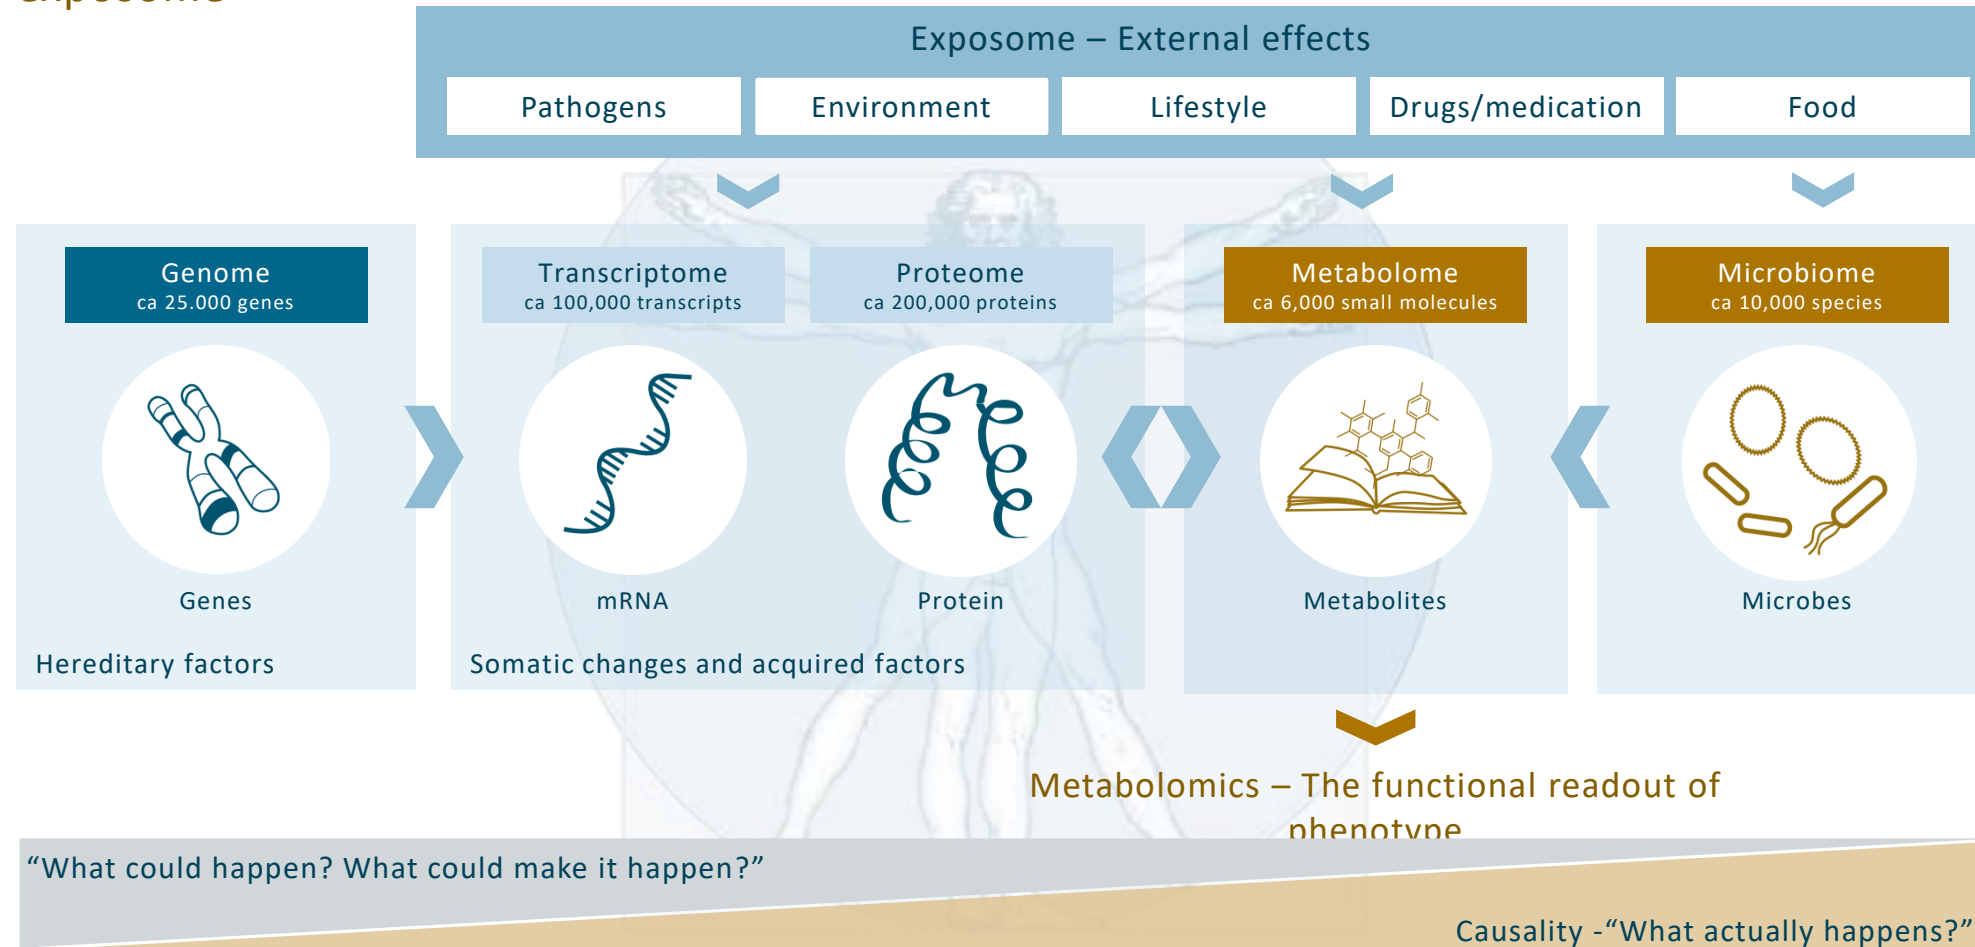 exposome
Exposome – External effects
Pathogens
Environment
Lifestyle
Drugs/medication
Food
Genome
ca 25.000 genes
Transcriptome
ca 100,000 transcripts
Proteome
ca 200,000 proteins
Metabolome
ca 6,000 small molecules
Microbiome
ca 10,000 species
Genes
mRNA
Protein
Metabolites
Microbes
Hereditary factors
Somatic changes and acquired factors
Metabolomics – The functional readout of
phenotype
“What could happen? What could make it happen?”
Causality -“What actually happens?”